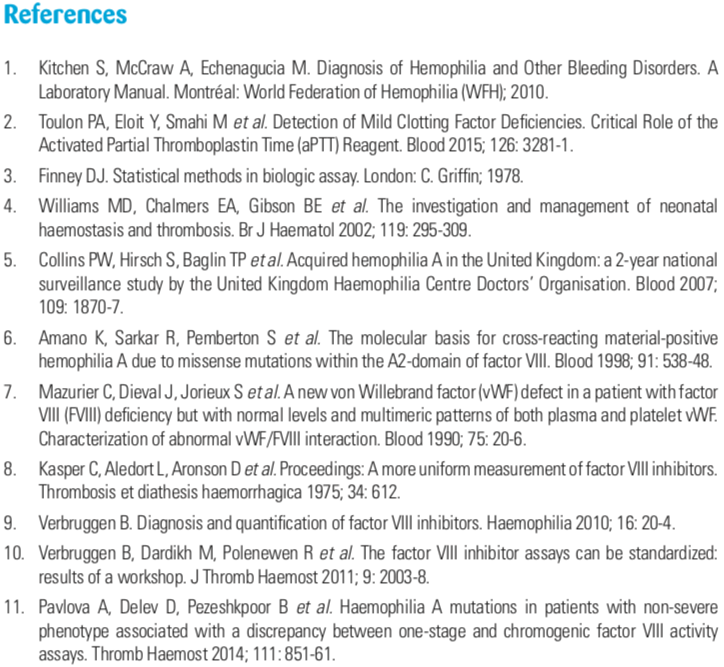 References
1. Kitchen S, McCraw A, Echenagucia M. Diagnosis of Hemophilia and Other Bleeding Disorders. A
Laboratory Manual. Montréal: World Federation of Hemophilia (WFH); 2010.
2. Toulon PA, Eloit Y, Smahi M et al. Detection of Mild Clotting Factor Deficiencies. Critical Role of the
Activated Partial Thromboplastin Time (aPTT) Reagent. Blood 2015; 126: 3281-1.
3. Finney DJ. Statistical methods in biologic assay. London: C. Griffin; 1978.
4. Williams MD, Chalmers EA, Gibson BE et al. The investigation and management of neonatal
haemostasis and thrombosis. Br J Haematol 2002; 119: 295-309.
5. Collins PW, Hirsch S, Baglin TP et al. Acquired hemophilia A in the United Kingdom: a 2-year national
surveillance study by the United Kingdom Haemophilia Centre Doctors’ Organisation. Blood 2007;
109: 1870-7.
6. Amano K, Sarkar R, Pemberton S et al. The molecular basis for cross-reacting material-positive
hemophilia A due to missense mutations within the A2-domain of factor VIII. Blood 1998; 91: 538-48.
7. Mazurier C, Dieval J, Jorieux S et al. A new von Willebrand factor (vWF) defect in a patient with factor
VIII (FVIII) deficiency but with normal levels and multimeric patterns of both plasma and platelet vWF.
Characterization of abnormal vWF/FVIII interaction. Blood 1990; 75: 20-6.
8. Kasper C, Aledort L, Aronson D et al. Proceedings: A more uniform measurement of factor VIII inhibitors.
Thrombosis et diathesis haemorrhagica 1975; 34: 612.
9. Verbruggen B. Diagnosis and quantification of factor VIII inhibitors. Haemophilia 2010; 16: 20-4.
10. Verbruggen B, Dardikh M, Polenewen R et al. The factor VIII inhibitor assays can be standardized:
results of a workshop. J Thromb Haemost 2011; 9: 2003-8.
11. Pavlova A, Delev D, Pezeshkpoor B et al. Haemophilia A mutations in patients with non-severe
phenotype associated with a discrepancy between one-stage and chromogenic factor VIII activity
assays. Thromb Haemost 2014; 111: 851-61.